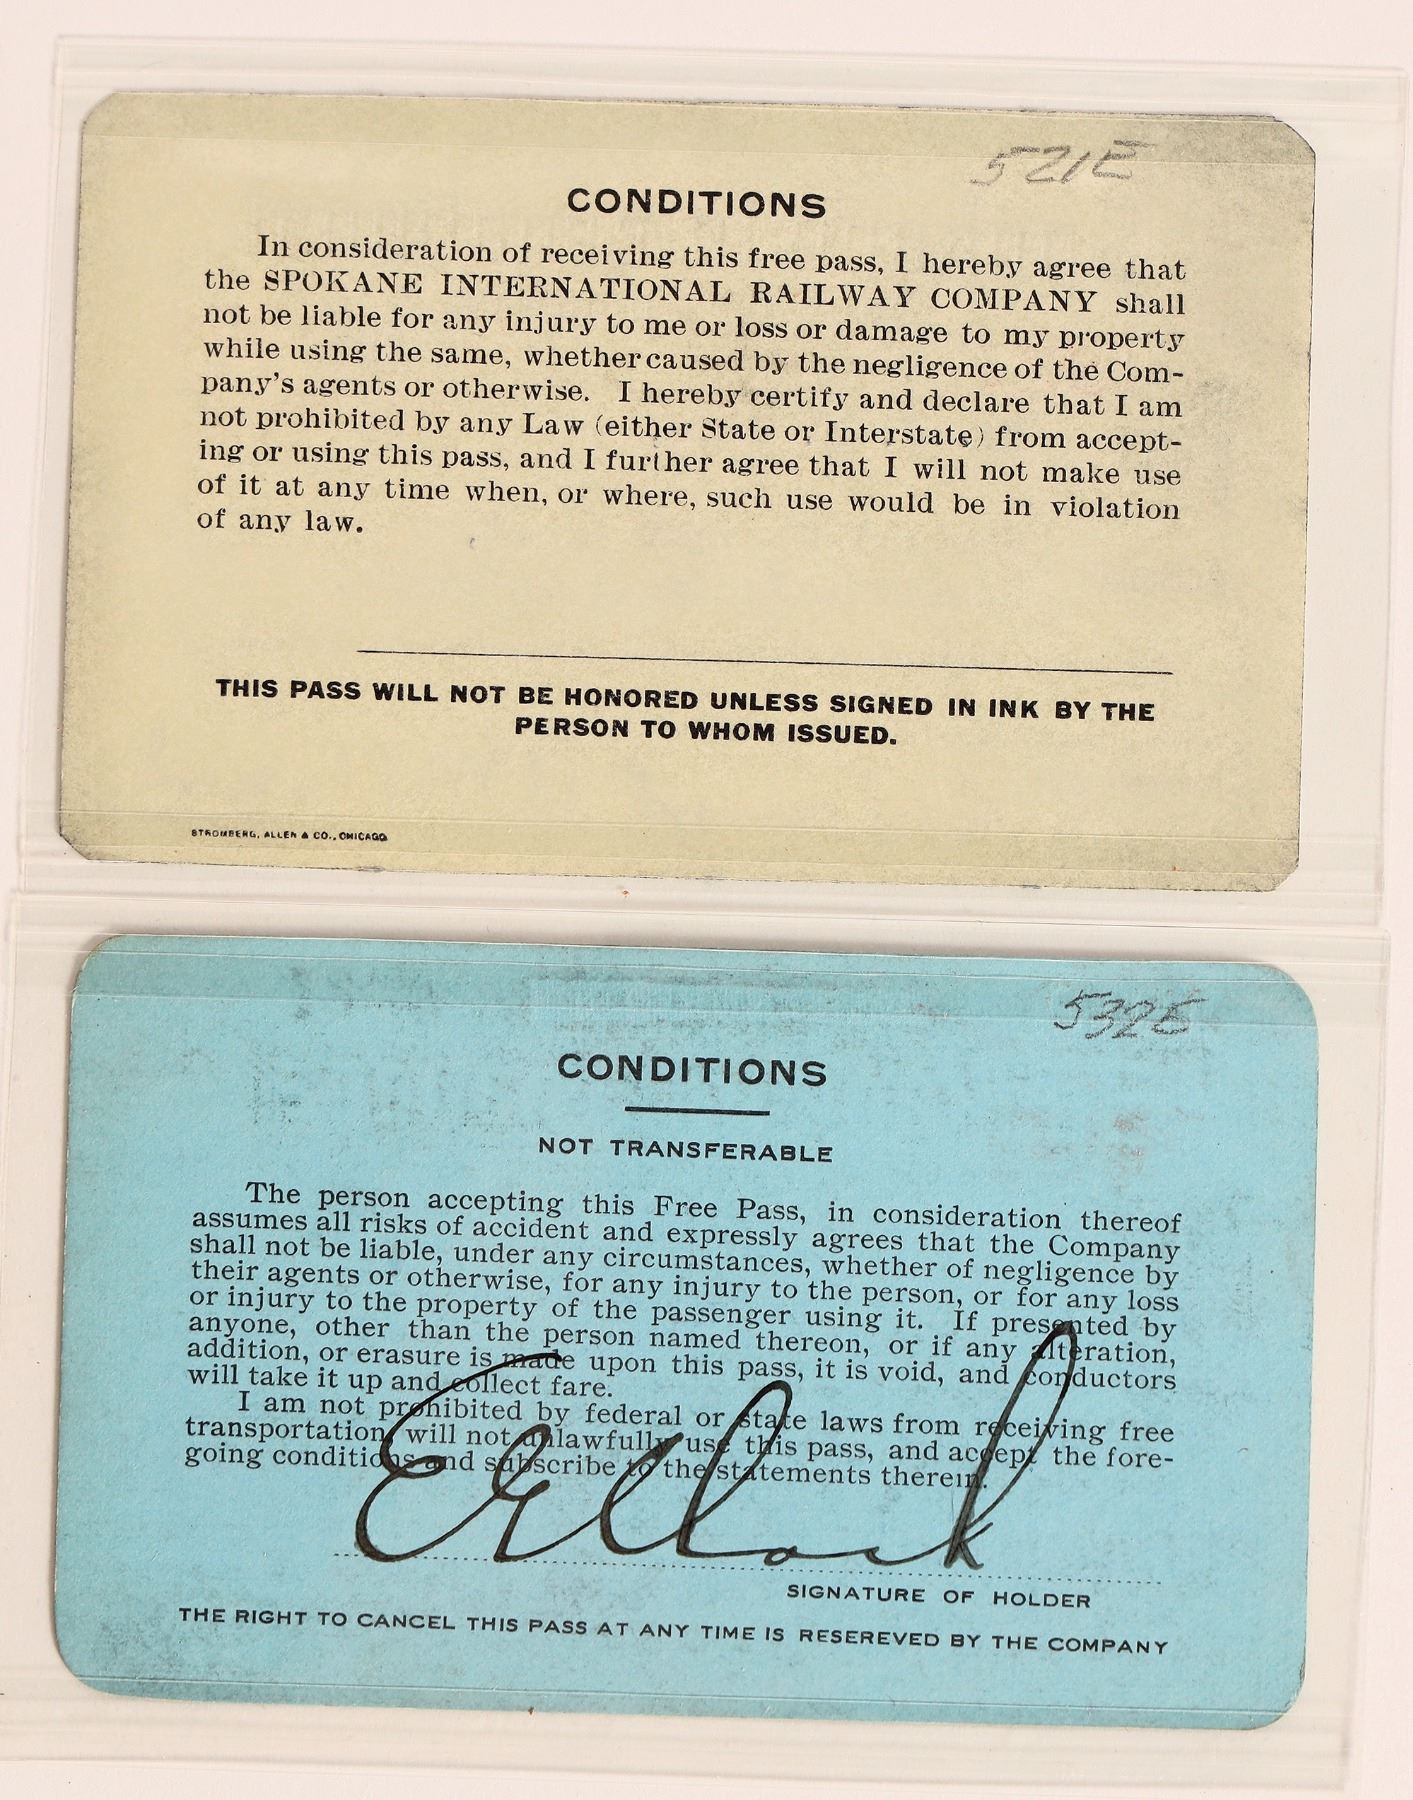 521E
CONDITIONS
In consideration of receiving this free pass, I hereby agree that
the SPOKANE INTERNATIONAL RAILWAY COMPANY shall
not be liable for any injury to me or loss or damage to my property
while using the same, whether caused by the negligence of the Com-
pany's agents or otherwise. I hereby certify and declare that I am
not prohibited by any Law (either State or Interstate) from accept-
ing or using this pass, and I further agree that I will not make use
of it at any time when, or where, such use would be in violation
of any law.
THIS PASS WILL NOT BE HONORED UNLESS SIGNED IN INK BY THE
PERSON TO WHOM ISSUED.
STROMBERG, ALLEN & CO., CHICAGO
532E
CONDITIONS
NOT TRANSFERABLE
The person accepting this Free Pass, in consideration thereof
assumes all risks of accident and expressly agrees that the Company
shall not be liable, under any circumstances, whether of negligence by
their agents or otherwise, for any injury to the person, or for any loss
or injury to the property of the passenger using it. If presented by
anyone, other than the person named thereon, or if any alteration,
addition, or erasure is made upon this pass, it is void, and conductors
will take it up and collect fare.
I am not prohibited by federal or state laws from receiving free
transportation, will not unlawfully use this pass, and accept the fore-
going conditions and subscribe to the statements therein.
SIGNATURE OF HOLDER
THE RIGHT TO CANCEL THIS PASS AT ANY TIME IS RESEREVED BY THE COMPANY